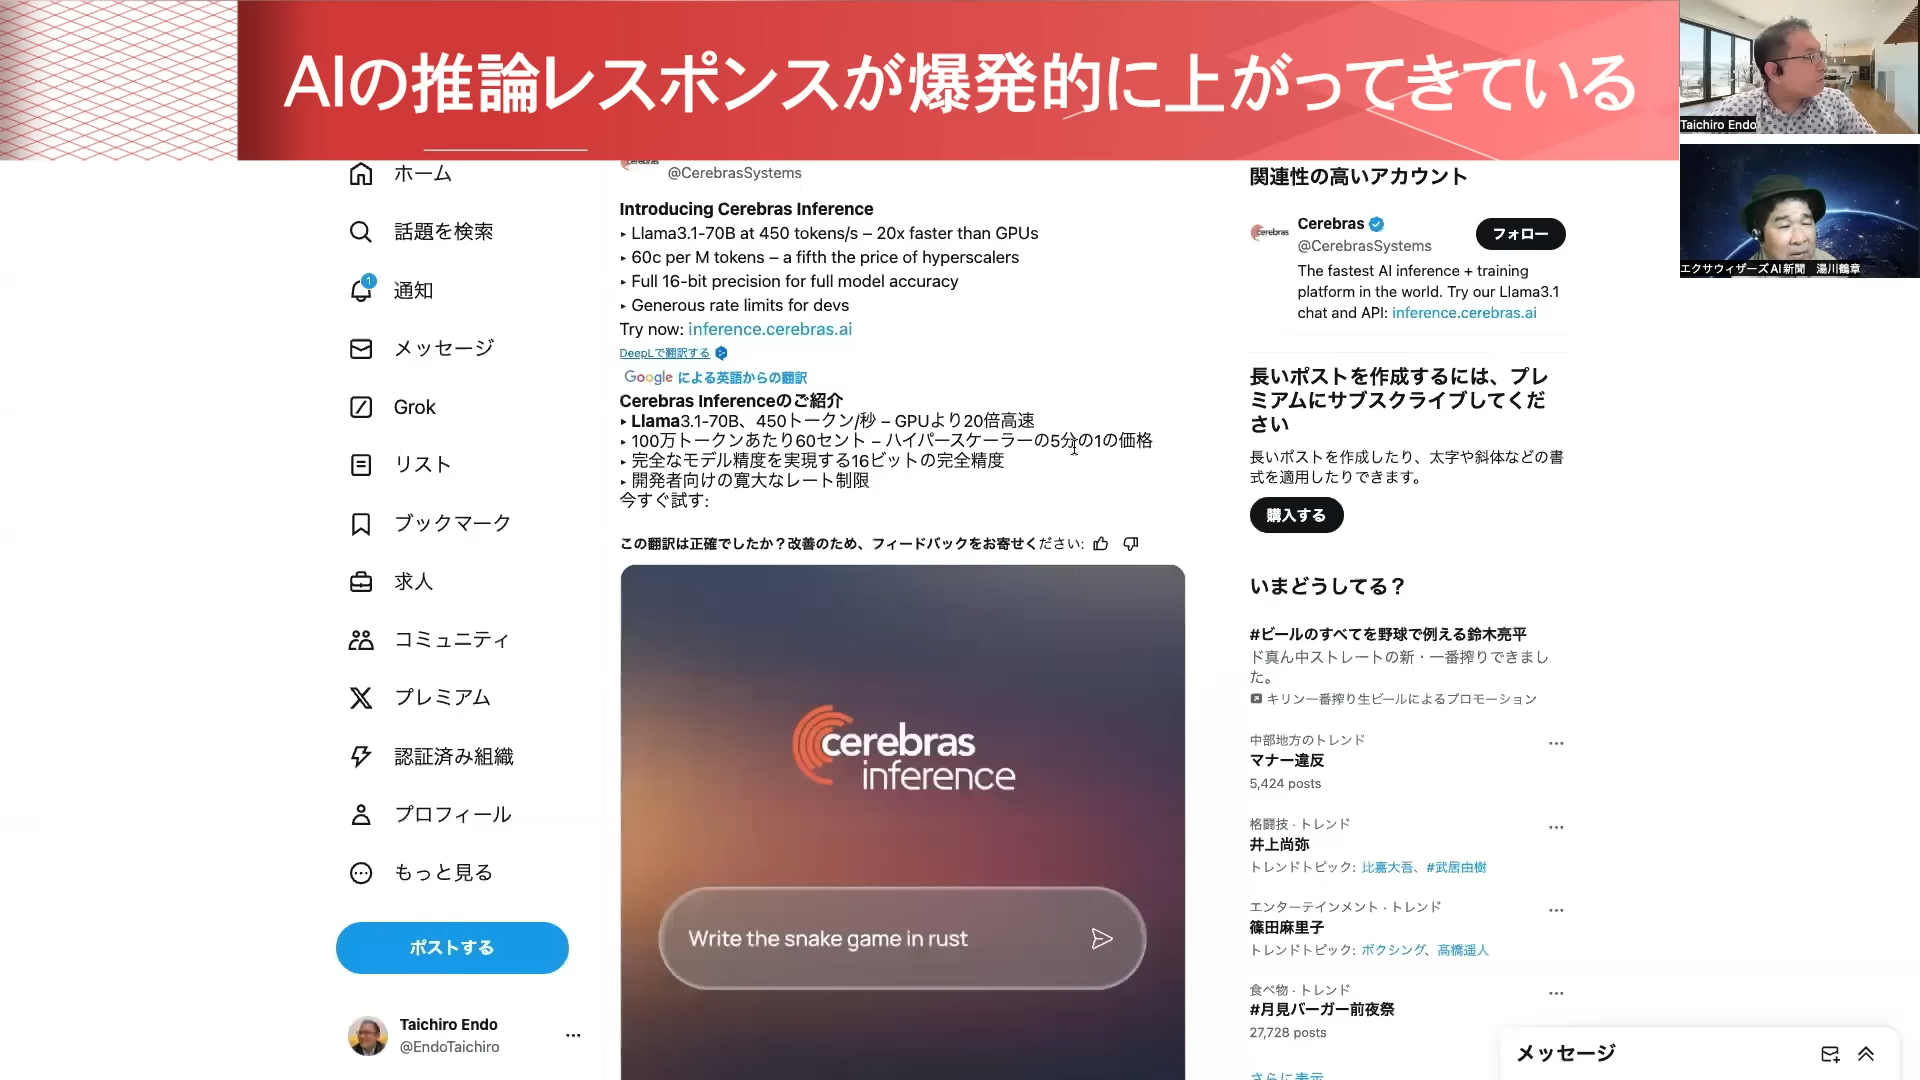 AIの推論レスポンスが爆発的に上がってきている
Taichiro Endo
エクサウィザーズAI新聞 湯川鶴章
ホーム
話題を検索
1
通知
メッセージ
Grok
リスト
ブックマーク
求人
コミュニティ
プレミアム
認証済み組織
プロフィール
もっと見る
ポストする
Taichiro Endo
@EndoTaichiro
cerebras
@CerebrasSystems
Introducing Cerebras Inference
▸ Llama3.1-70B at 450 tokens/s – 20x faster than GPUs
▸ 60c per M tokens – a fifth the price of hyperscalers
▸ Full 16-bit precision for full model accuracy
▸ Generous rate limits for devs
Try now: inference.cerebras.ai
DeepLで翻訳する
Google による英語からの翻訳
Cerebras Inferenceのご紹介
▸ Llama3.1-70B、450トークン/秒 – GPUより20倍高速
▸ 100万トークンあたり60セント – ハイパースケーラーの5分の1の価格
▸ 完全なモデル精度を実現する16ビットの完全精度
▸ 開発者向けの寛大なレート制限
今すぐ試す:
この翻訳は正確でしたか？改善のため、フィードバックをお寄せください:
cerebras
inference
Write the snake game in rust
関連性の高いアカウント
cerebras
Cerebras
@CerebrasSystems
フォロー
The fastest AI inference + training
platform in the world. Try our Llama3.1
chat and API: inference.cerebras.ai
長いポストを作成するには、プレ
ミアムにサブスクライブしてくだ
さい
長いポストを作成したり、太字や斜体などの書
式を適用したりできます。
購入する
いまどうしてる？
#ビールのすべてを野球で例える鈴木亮平
ド真ん中ストレートの新・一番搾りできまし
た。
キリン一番搾り生ビールによるプロモーション
中部地方のトレンド
マナー違反
5,424 posts
格闘技 · トレンド
井上尚弥
トレンドトピック: 比嘉大吾、#武居由樹
エンターテインメント · トレンド
篠田麻里子
トレンドトピック: ボクシング、髙橋遥人
食べ物 · トレンド
#月見バーガー前夜祭
27,728 posts
さらに表示
メッセージ